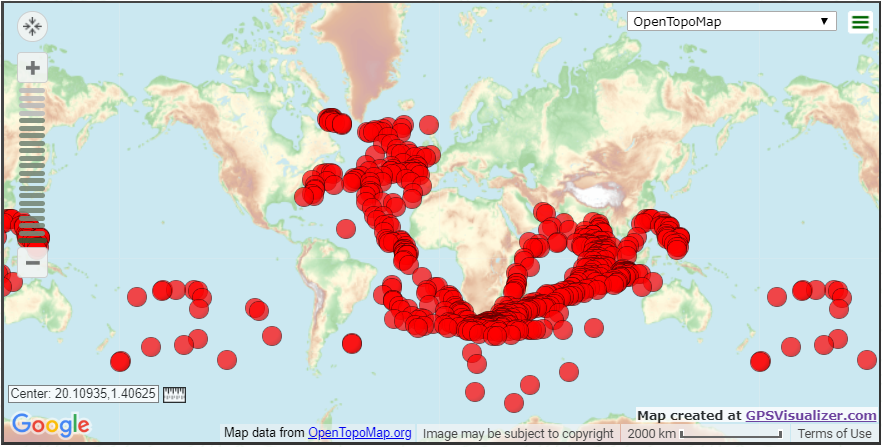 OpenTopoMap
Center: 20.10935,1.40625
Map created at GPSVisualizer.com
Google
Map data from OpenTopoMap.org
Image may be subject to copyright
2000 km
Terms of Use